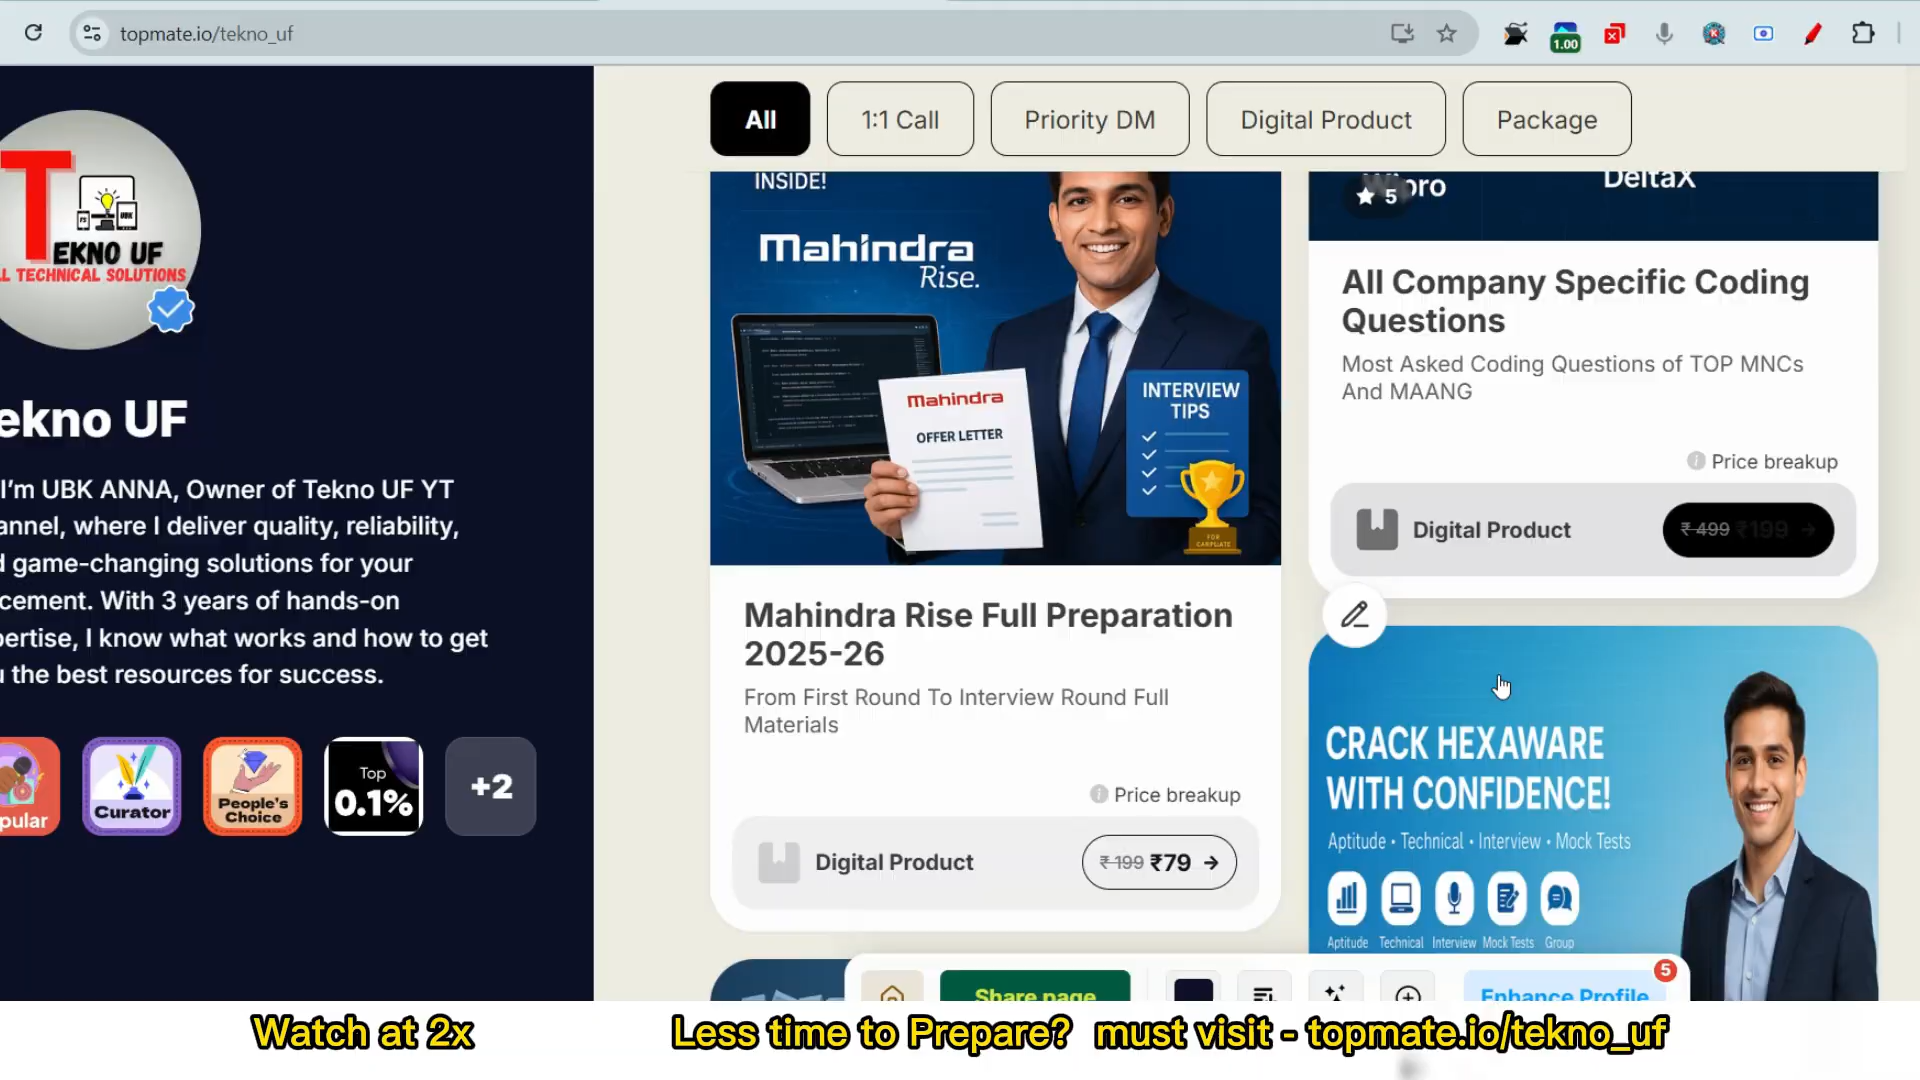 topmate.io/tekno_uf
1.00
All
1:1 Call
Priority DM
Digital Product
Package
T
EKNO UF
LL TECHNICAL SOLUTIONS
ekno UF
I'm UBK ANNA, Owner of Tekno UF YT
annel, where I deliver quality, reliability,
d game-changing solutions for your
cement. With 3 years of hands-on
pertise, I know what works and how to get
u the best resources for success.
pular
Curator
People's
Choice
Top
0.1%
+2
INSIDE!
Mahindra
Rise.
Mahindra
OFFER LETTER
INTERVIEW
TIPS
Mahindra Rise Full Preparation
2025-26
From First Round To Interview Round Full
Materials
Price breakup
Digital Product
₹ 199 ₹79
Wipro
DeltaX
5
All Company Specific Coding
Questions
Most Asked Coding Questions of TOP MNCs
And MAANG
Price breakup
Digital Product
₹ 499 ₹199
CRACK HEXAWARE
WITH CONFIDENCE!
Aptitude • Technical • Interview • Mock Tests
Aptitude Technical Interview Mock Tests Group
Share page
Enhance Profile
5
Watch at 2x
Less time to Prepare? must visit - topmate.io/tekno_uf